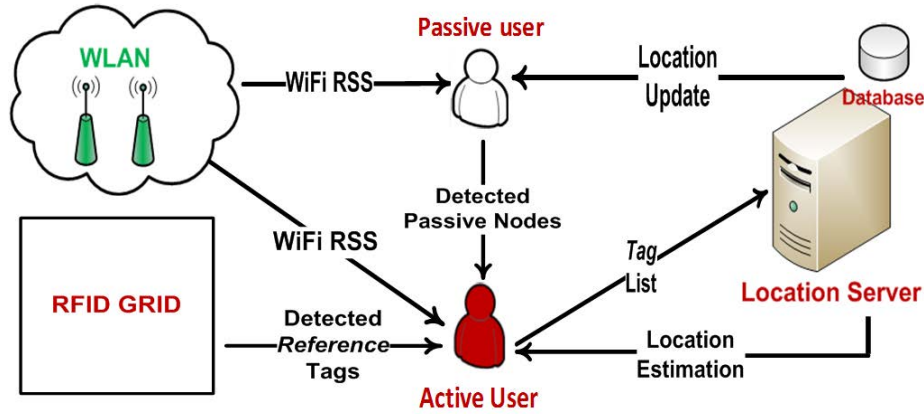 Passive user
WLAN
WiFi RSS
Location
Update
Database
Detected
Passive Nodes
WiFi RSS
Tag
List
RFID GRID
Location Server
Detected
Reference
Tags
Location
Estimation
Active User